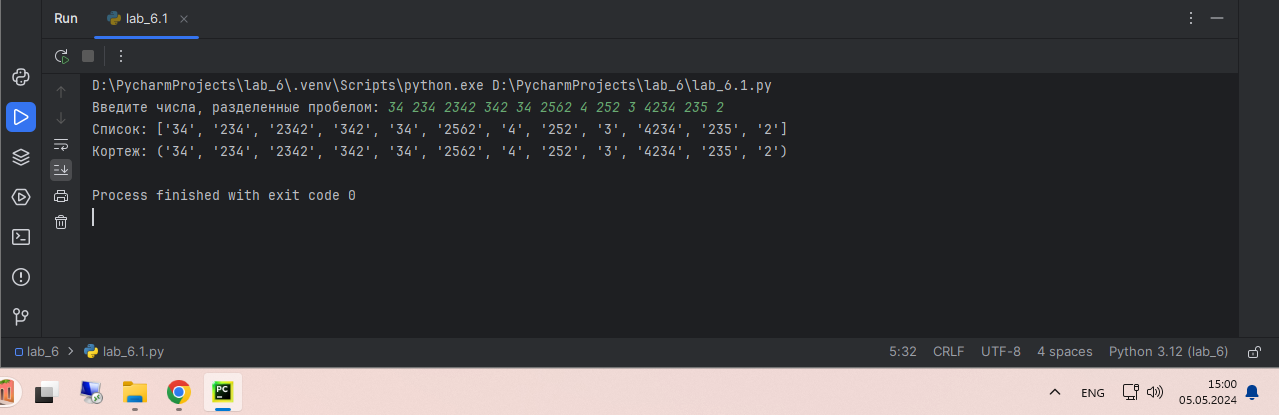 Run lab_6.1
D:\PycharmProjects\lab_6\.venv\Scripts\python.exe D:\PycharmProjects\lab_6\lab_6.1.py
Введите числа, разделенные пробелом: 34 234 2342 342 34 2562 4 252 3 4234 235 2
Список: ['34', '234', '2342', '342', '34', '2562', '4', '252', '3', '4234', '235', '2']
Кортеж: ('34', '234', '2342', '342', '34', '2562', '4', '252', '3', '4234', '235', '2')
Process finished with exit code 0
lab_6 > lab_6.1.py 5:32 CRLF UTF-8 4 spaces Python 3.12 (lab_6)
PC
ENG
15:00
05.05.2024